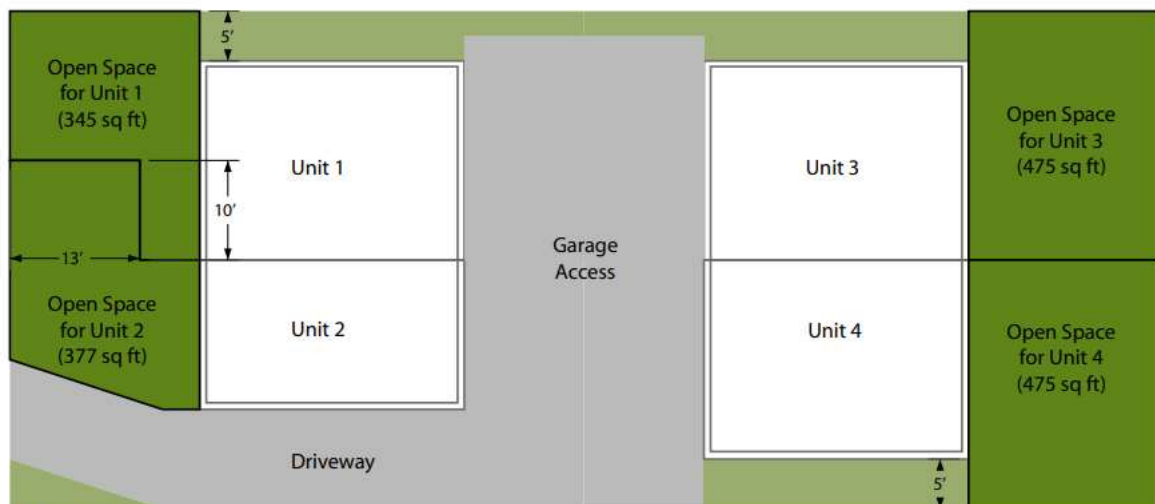 5’
Open Space
for Unit 1
(345 sq ft)
Unit 1
10’
13’
Open Space
for Unit 2
(377 sq ft)
Unit 2
Garage
Access
Driveway
Unit 3
Open Space
for Unit 3
(475 sq ft)
Unit 4
Open Space
for Unit 4
(475 sq ft)
5’